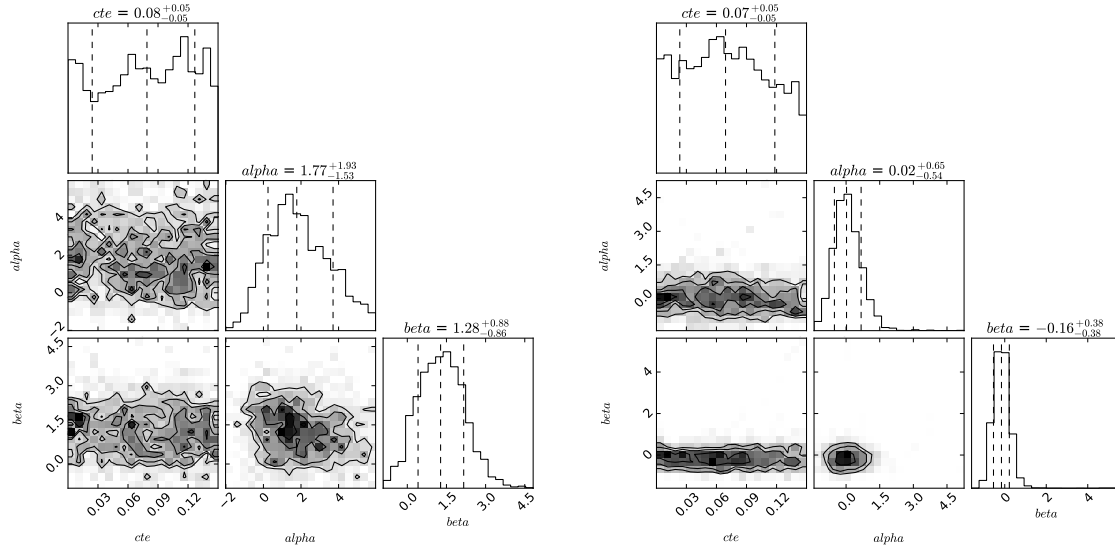 cte = 0.08 +0.05 −0.05
alpha = 1.77 +1.93 −1.53
beta = 1.28 +0.88 −0.86
alpha
4
2
0
−2
beta
4.5
3.0
1.5
0.0
0.03 0.06 0.09 0.12
cte
−2 0 2 4
alpha
0.0 1.5 3.0 4.5
beta
cte = 0.07 +0.05 −0.05
alpha = 0.02 +0.65 −0.54
beta = −0.16 +0.38 −0.38
alpha
4.5
3.0
1.5
0.0
beta
4
2
0
0.03 0.06 0.09 0.12
cte
0.0 1.5 3.0 4.5
alpha
0 2 4
beta